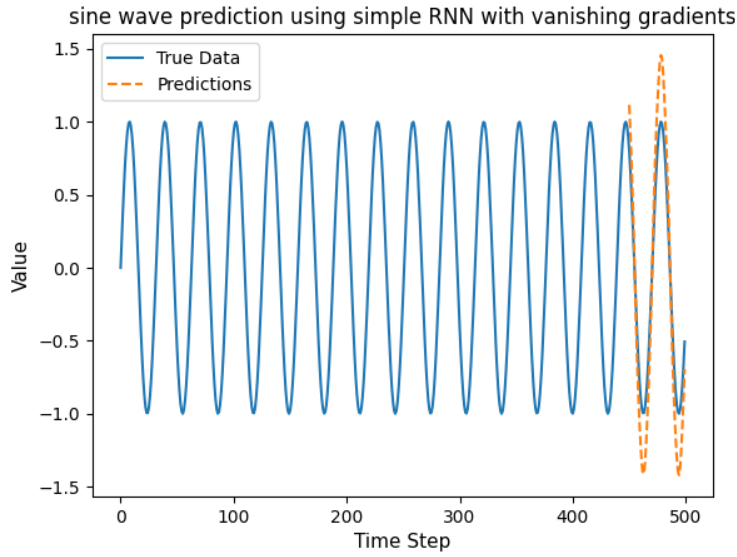 sine wave prediction using simple RNN with vanishing gradients
True Data
Predictions
1.5
1.0
0.5
0.0
−0.5
−1.0
−1.5
Value
0 100 200 300 400 500
Time Step